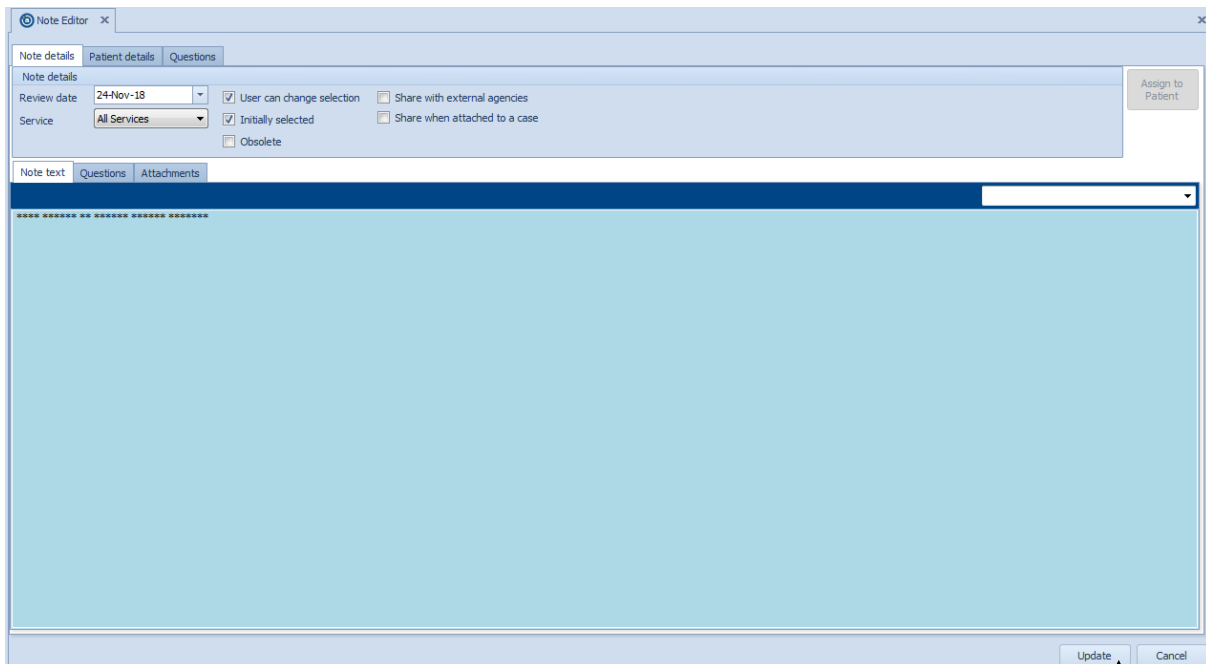 Note Editor
Note details Patient details Questions
Note details
Review date 24-Nov-18 User can change selection Share with external agencies Assign to Patient
Service All Services Initially selected Share when attached to a case
Obsolete
Note text Questions Attachments
**** ****** ** ****** ****** *******
Update Cancel